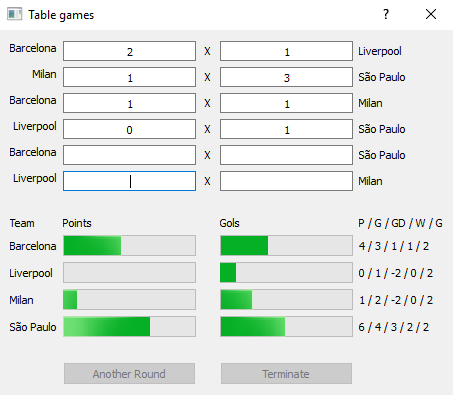 Table games
Barcelona 2 X 1 Liverpool
Milan 1 X 3 São Paulo
Barcelona 1 X 1 Milan
Liverpool 0 X 1 São Paulo
Barcelona X São Paulo
Liverpool X Milan
Team Points Gols P / G / GD / W / G
Barcelona 4 / 3 / 1 / 1 / 2
Liverpool 0 / 1 / -2 / 0 / 2
Milan 1 / 2 / -2 / 0 / 2
São Paulo 6 / 4 / 3 / 2 / 2
Another Round Terminate